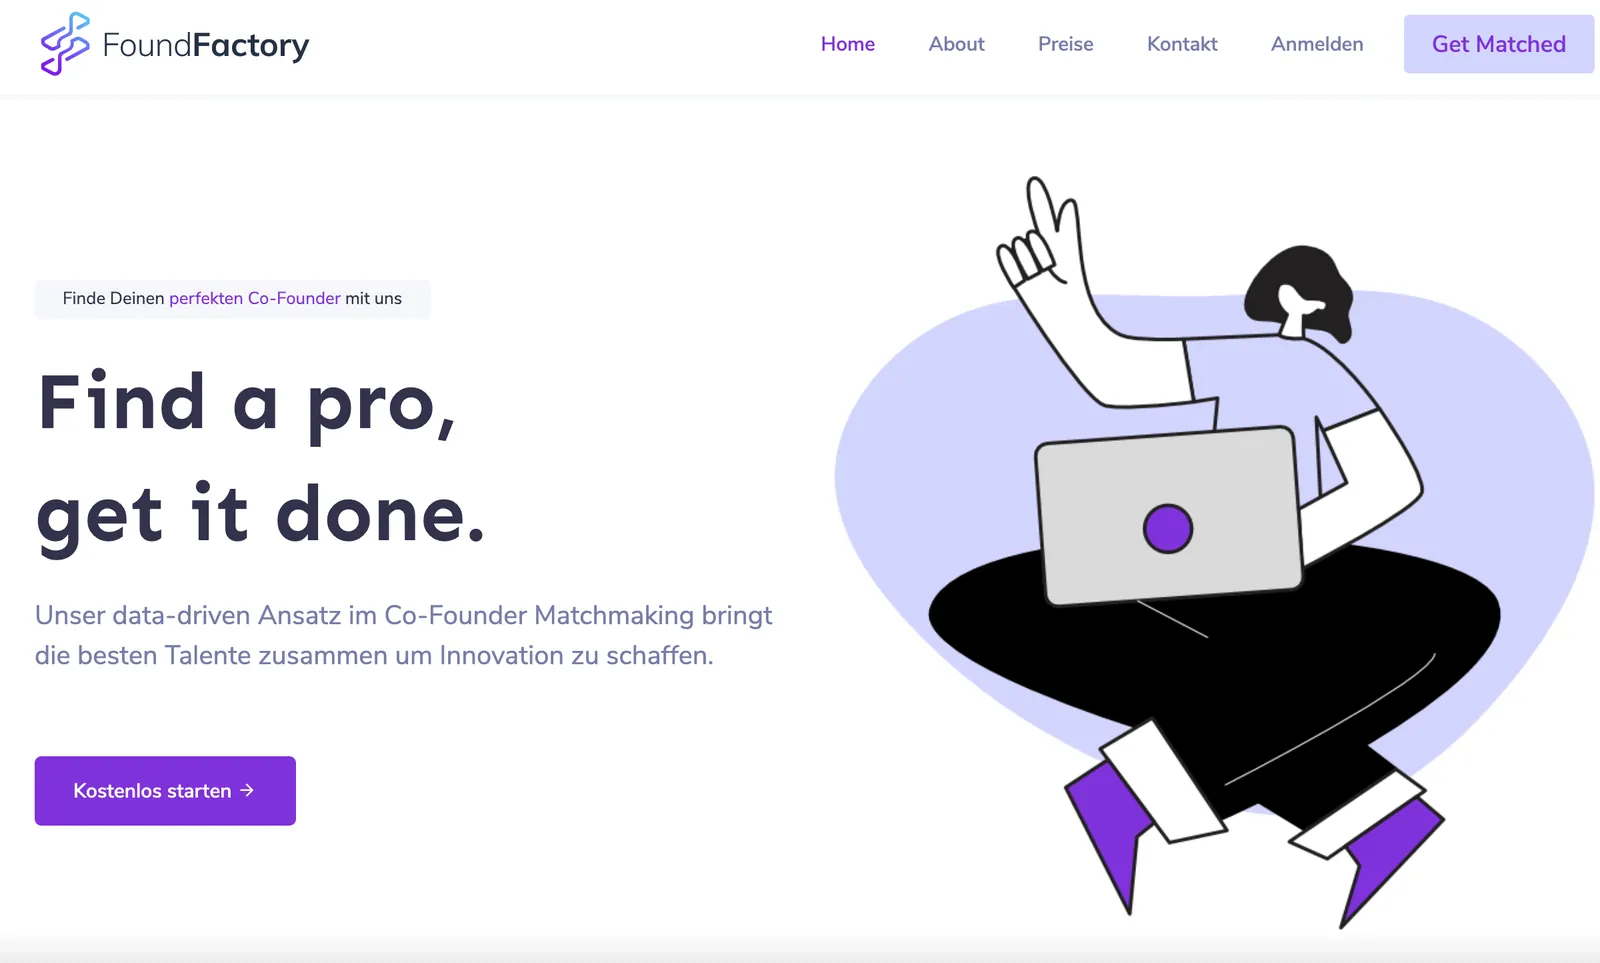 FoundFactory
Home About Preise Kontakt Anmelden Get Matched
Finde Deinen perfekten Co-Founder mit uns
Find a pro,
get it done.
Unser data-driven Ansatz im Co-Founder Matchmaking bringt
die besten Talente zusammen um Innovation zu schaffen.
Kostenlos starten →